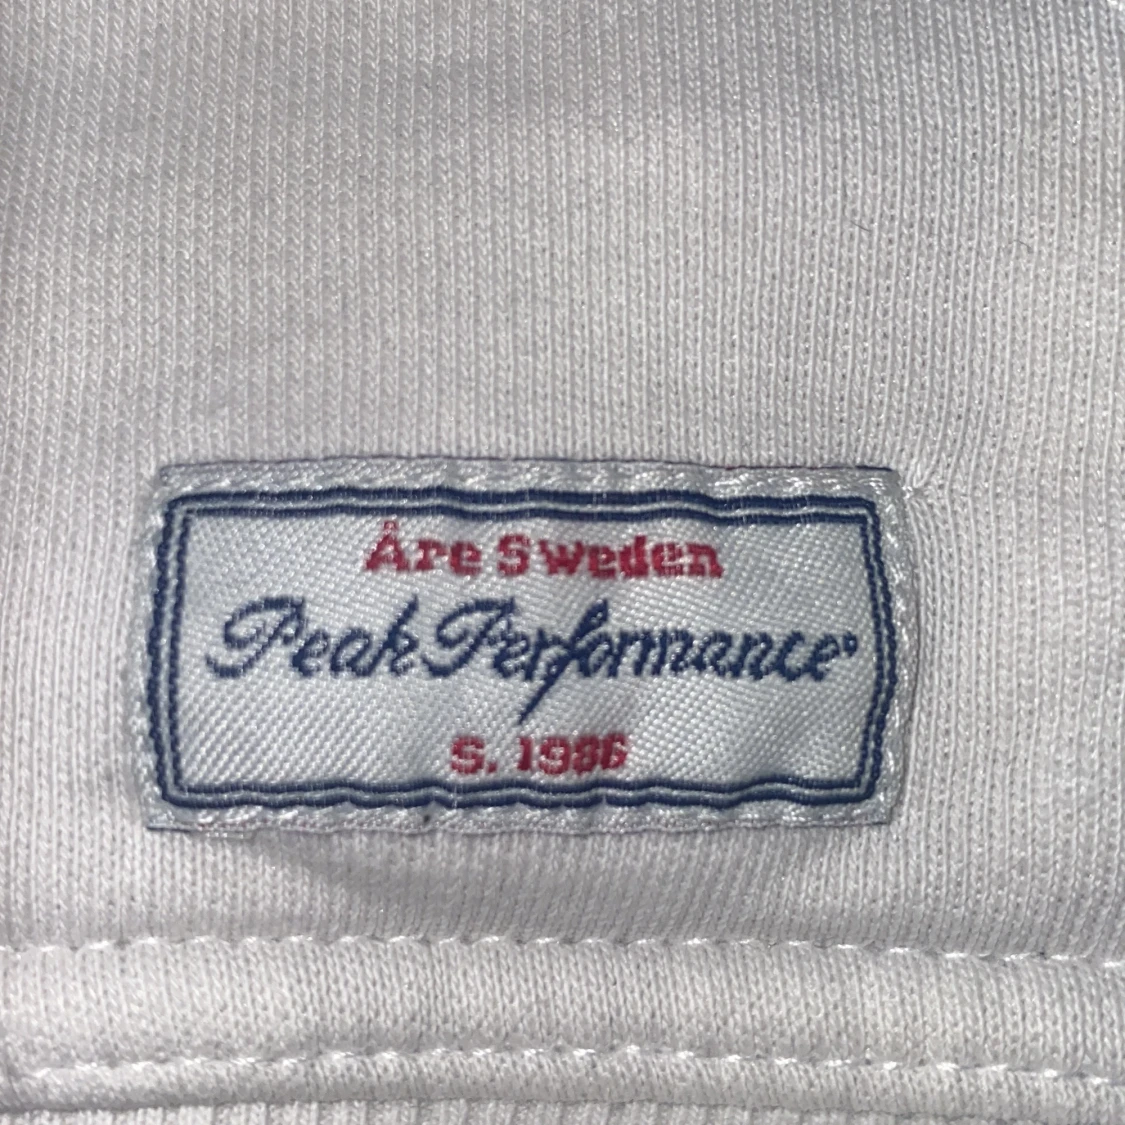 Åre Sweden
Peak Performance®
S. 1986